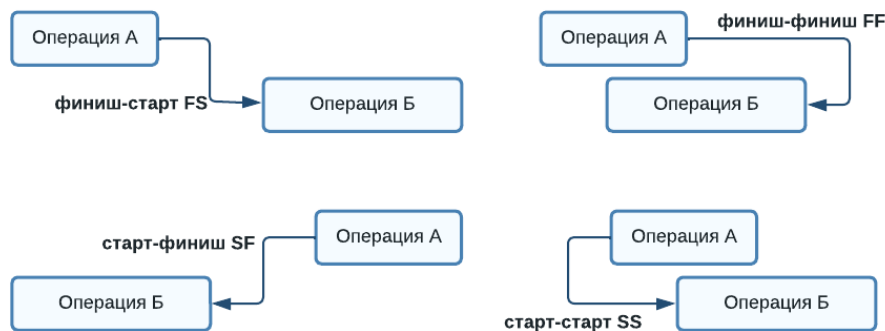 Операция А
финиш-старт FS
Операция Б
финиш-финиш FF
Операция А
Операция Б
Операция А
старт-финиш SF
Операция Б
Операция А
Операция Б
старт-старт SS